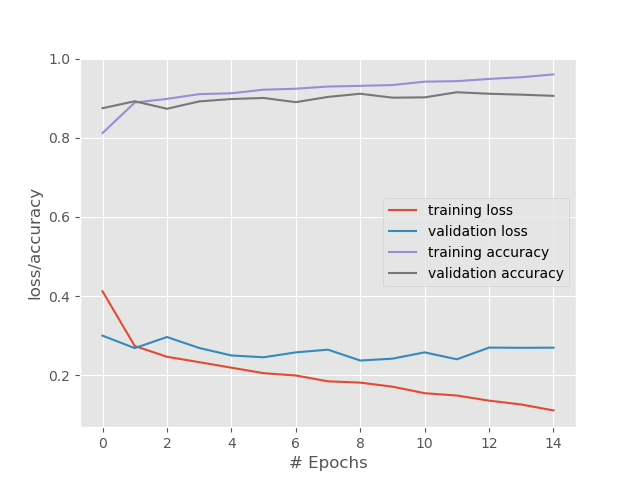 1.0
0.8
0.6
0.4
0.2
loss/accuracy
training loss
validation loss
training accuracy
validation accuracy
0 2 4 6 8 10 12 14
# Epochs